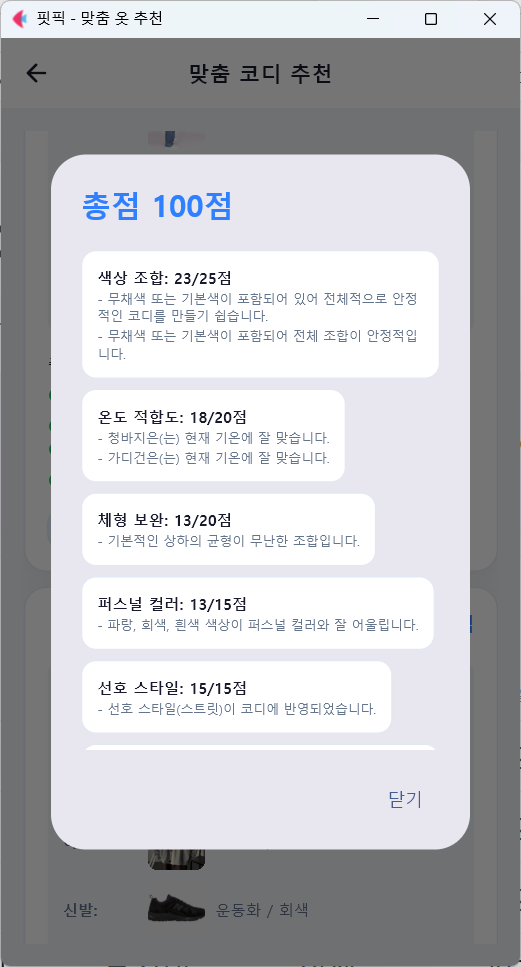 핏픽 - 맞춤 옷 추천
맞춤 코디 추천
총점 100점
색상 조합: 23/25점
- 무채색 또는 기본색이 포함되어 있어 전체적으로 안정
적인 코디를 만들기 쉽습니다.
- 무채색 또는 기본색이 포함되어 전체 조합이 안정적입
니다.
온도 적합도: 18/20점
- 청바지은(는) 현재 기온에 잘 맞습니다.
- 가디건은(는) 현재 기온에 잘 맞습니다.
체형 보완: 13/20점
- 기본적인 상하의 균형이 무난한 조합입니다.
퍼스널 컬러: 13/15점
- 파랑, 회색, 흰색 색상이 퍼스널 컬러와 잘 어울립니다.
선호 스타일: 15/15점
- 선호 스타일(스트릿)이 코디에 반영되었습니다.
닫기
신발:
운동화 / 회색